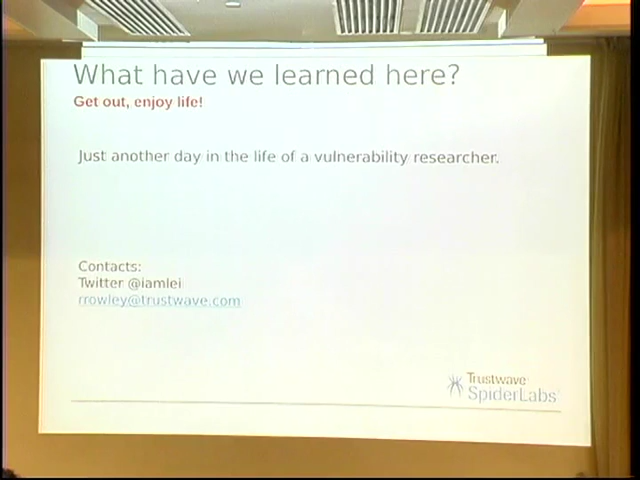 What have we learned here?
Get out, enjoy life!
Just another day in the life of a vulnerability researcher.
Contacts:
Twitter @iamlei
rrowley@trustwave.com
Trustwave
SpiderLabs